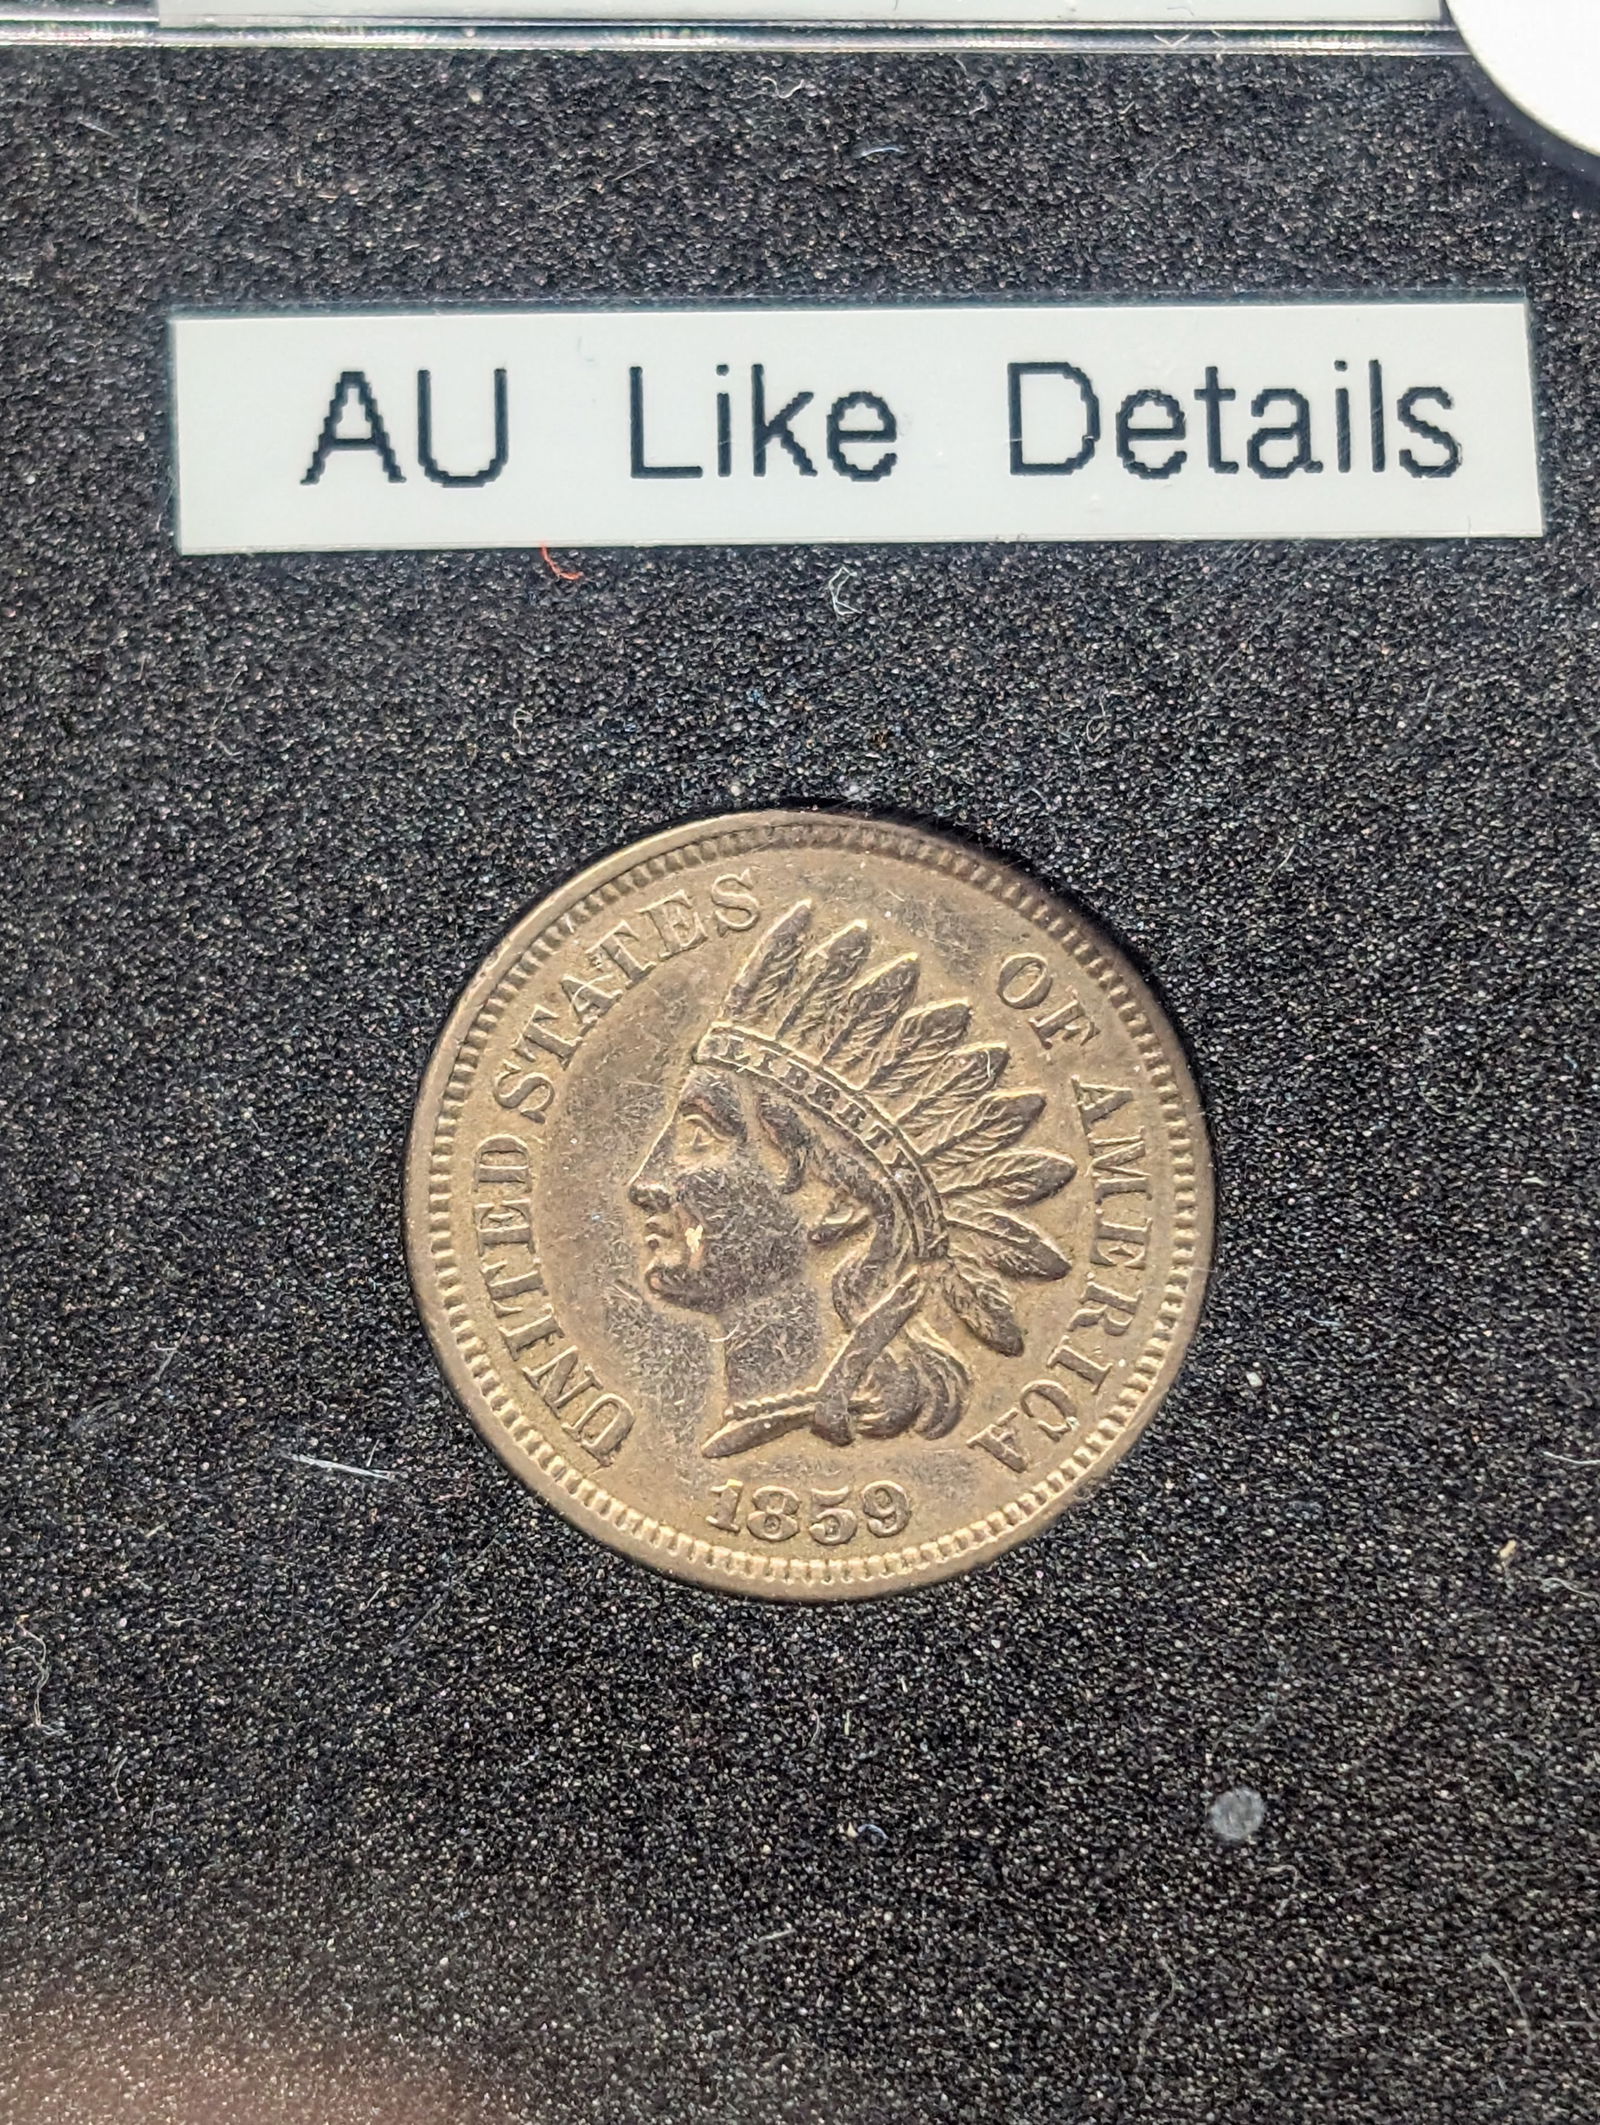 AU Like Details
UNITED STATES OF AMERICA
LIBERTY
1859